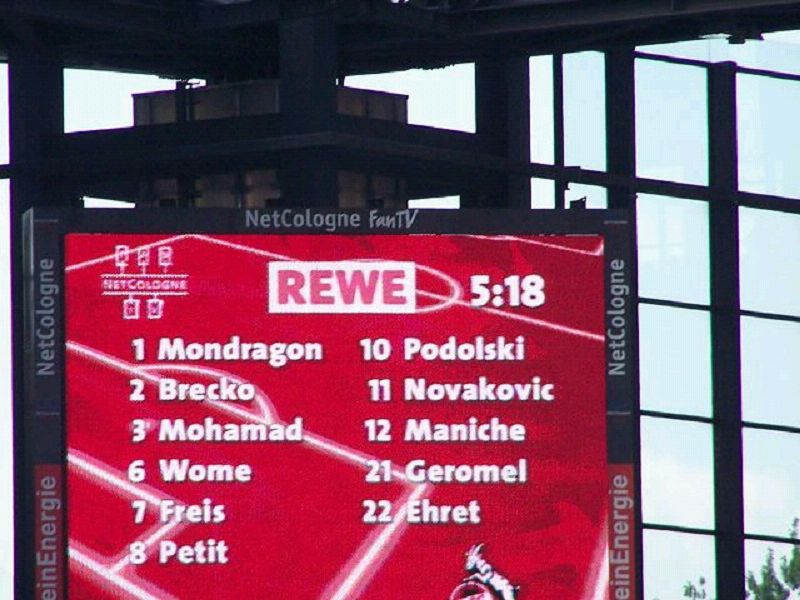 NetCologne FanTV
NETCOLOGNE
REWE 5:18
NetCologne
NetCologne
1 Mondragon
2 Brecko
3 Mohamad
6 Wome
7 Freis
8 Petit
10 Podolski
11 Novakovic
12 Maniche
21 Geromel
22 Ehret
einEnergie
einEnergie